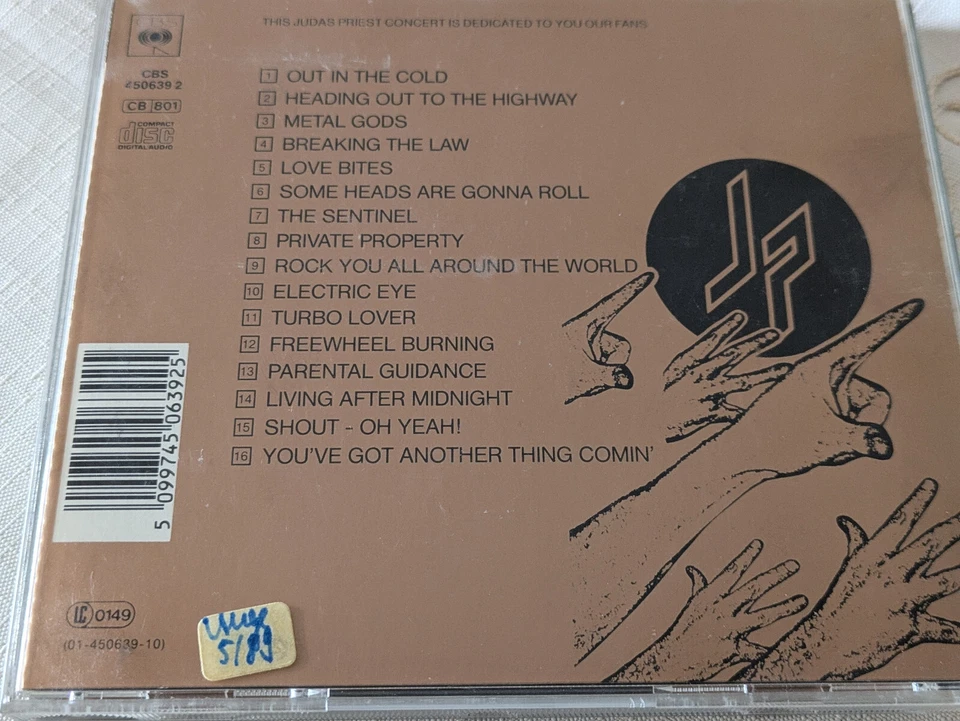 THIS JUDAS PRIEST CONCERT IS DEDICATED TO YOU OUR FANS
CBS
CBS
450639 2
CB 801
COMPACT
disc
DIGITAL AUDIO
1 OUT IN THE COLD
2 HEADING OUT TO THE HIGHWAY
3 METAL GODS
4 BREAKING THE LAW
5 LOVE BITES
6 SOME HEADS ARE GONNA ROLL
7 THE SENTINEL
8 PRIVATE PROPERTY
9 ROCK YOU ALL AROUND THE WORLD
10 ELECTRIC EYE
11 TURBO LOVER
12 FREEWHEEL BURNING
13 PARENTAL GUIDANCE
14 LIVING AFTER MIDNIGHT
15 SHOUT - OH YEAH!
16 YOU'VE GOT ANOTHER THING COMIN'
JP
5 099745 063925
LC 0149
(01-450639-10)
5/89